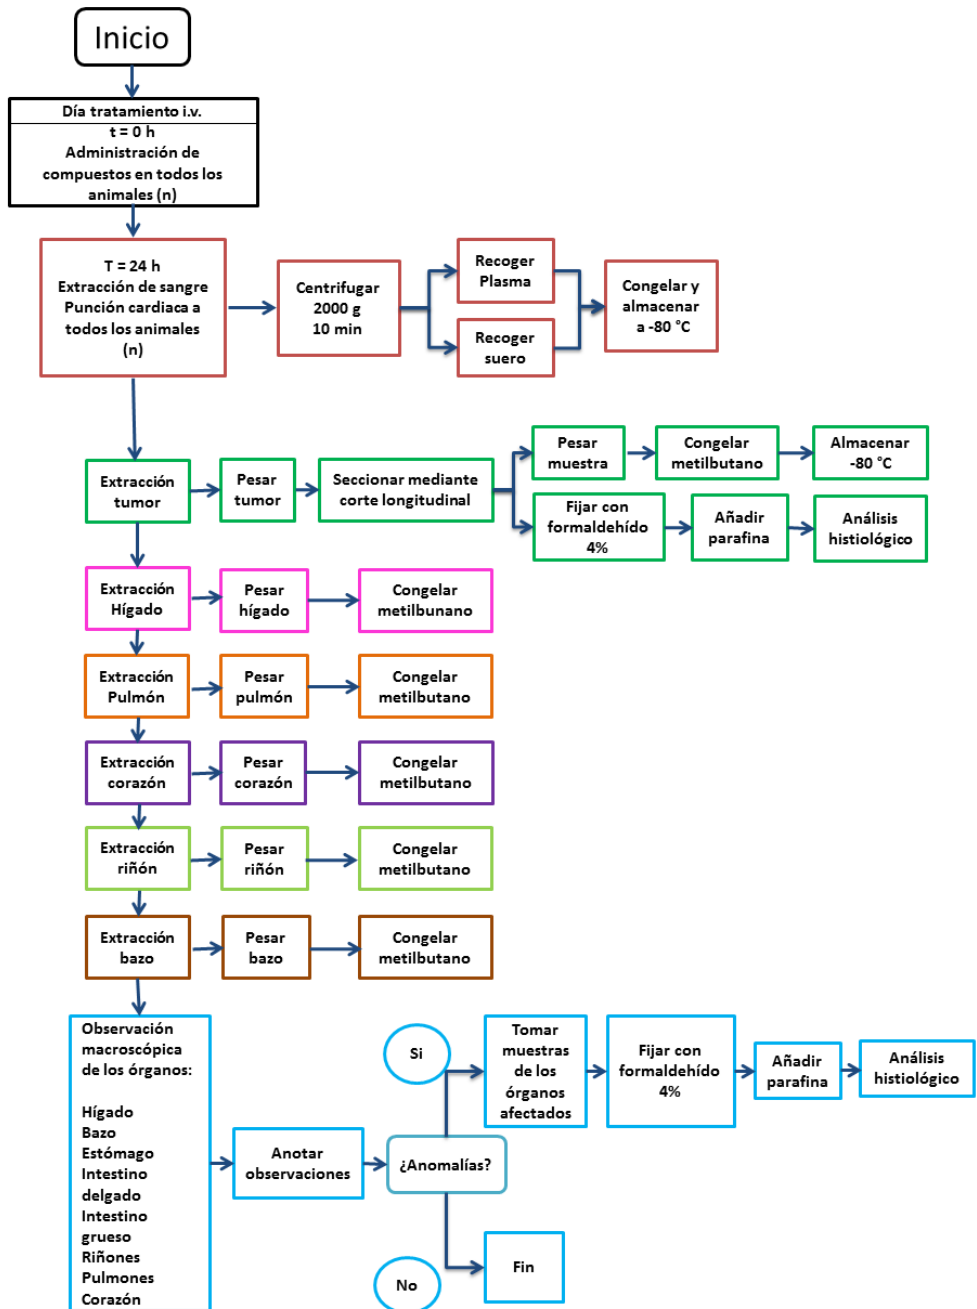 Inicio
Día tratamiento i.v.
t = 0 h
Administración de
compuestos en todos los
animales (n)
T = 24 h
Extracción de sangre
Punción cardiaca a
todos los animales
(n)
Centrifugar
2000 g
10 min
Recoger
Plasma
Recoger
suero
Congelar y
almacenar
a -80 °C
Extracción
tumor
Pesar
tumor
Seccionar mediante
corte longitudinal
Pesar
muestra
Congelar
metilbutano
Almacenar
-80 °C
Fijar con
formaldehído
4%
Añadir
parafina
Análisis
histiológico
Extracción
Hígado
Pesar
hígado
Congelar
metilbunano
Extracción
Pulmón
Pesar
pulmón
Congelar
metilbutano
Extracción
corazón
Pesar
corazón
Congelar
metilbutano
Extracción
riñón
Pesar
riñón
Congelar
metilbutano
Extracción
bazo
Pesar
bazo
Congelar
metilbutano
Observación
macroscópica
de los órganos:
Hígado
Bazo
Estómago
Intestino
delgado
Intestino
grueso
Riñones
Pulmones
Corazón
Anotar
observaciones
¿Anomalías?
Si
Tomar
muestras
de los
órganos
afectados
Fijar con
formaldehído
4%
Añadir
parafina
Análisis
histiológico
No
Fin